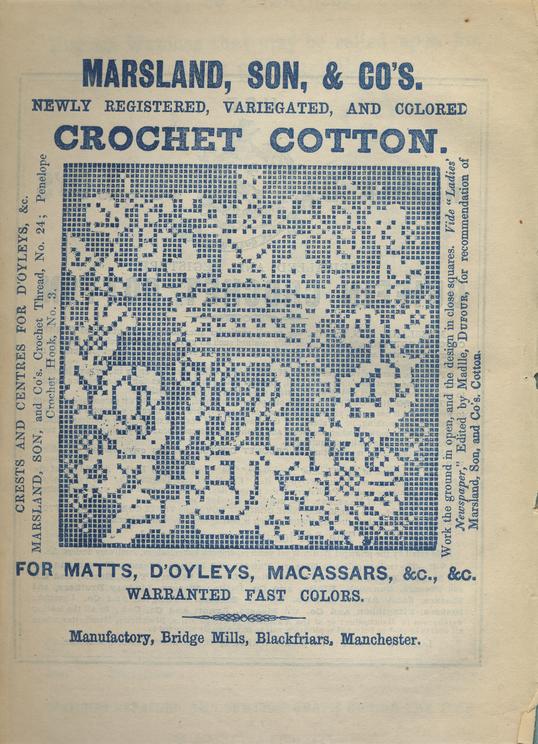 MARSLAND, SON, & CO'S.
NEWLY REGISTERED, VARIEGATED, AND COLORED
CROCHET COTTON.
CRESTS AND CENTRES FOR D'OYLEYS, &c.
MARSLAND, SON, and Co's. Crochet Thread, No. 24; Penelope
Crochet Hook, No. 3.
Work the ground in open, and the design in close squares. Vide "Ladies'
Newspaper," Edited by Madlle, DUFOUR, for recommendation of
Marsland, Son, and Co's. Cotton.
FOR MATTS, D'OYLEYS, MACASSARS, &c., &c.
WARRANTED FAST COLORS.
Manufactory, Bridge Mills, Blackfriars, Manchester.